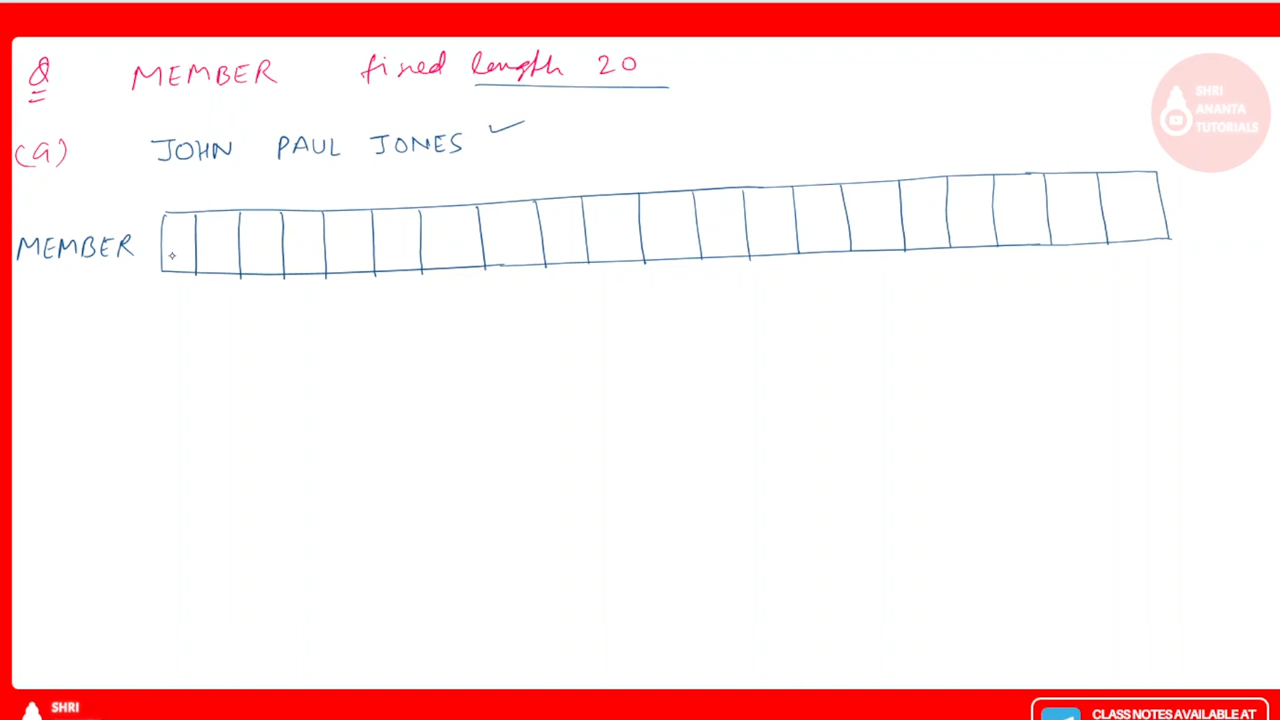 Q MEMBER fixed length 20
SHRI
ANANTA
TUTORIALS
(a) JOHN PAUL JONES
MEMBER
SHRI
CLASS NOTES AVAILABLE AT